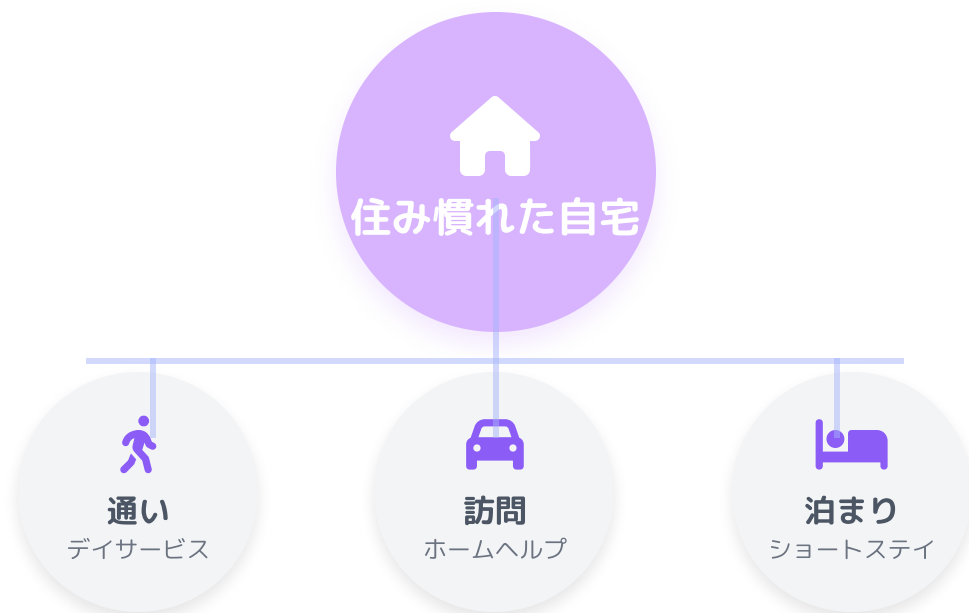 住み慣れた自宅
通い
デイサービス
訪問
ホームヘルプ
泊まり
ショートステイ